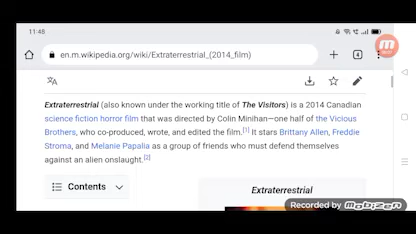 11:48
en.m.wikipedia.org/wiki/Extraterrestrial_(2014_film)
4
Extraterrestrial (also known under the working title of The Visitors) is a 2014 Canadian
science fiction horror film that was directed by Colin Minihan—one half of the Vicious
Brothers, who co-produced, wrote, and edited the film.[1] It stars Brittany Allen, Freddie
Stroma, and Melanie Papalia as a group of friends who must defend themselves
against an alien onslaught.[2]
Contents
Extraterrestrial
Recorded by Mobizen